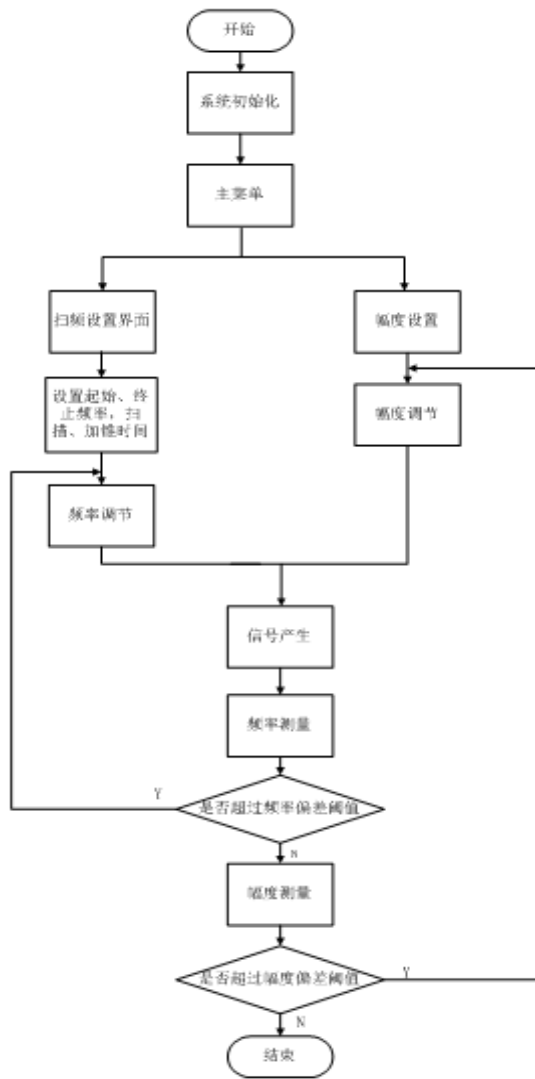 开始
系统初始化
主菜单
扫频设置界面
幅度设置
设置起始、终
止频率，扫
描、加锥时间
幅度调节
频率调节
信号产生
频率测量
Y
是否超过频率偏差阈值
N
幅度测量
是否超过幅度偏差阈值
Y
N
结束